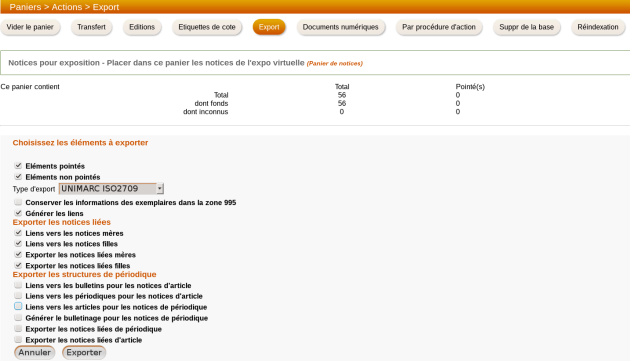 Paniers > Actions > Export
Vider le panier Transfert Editions Etiquettes de cote Export Documents numériques Par procédure d'action Suppr de la base Réindexation
Notices pour exposition - Placer dans ce panier les notices de l'expo virtuelle (Panier de notices)
Ce panier contient Total Pointé(s)
Total 56 0
dont fonds 56 0
dont inconnus 0 0
Choisissez les éléments à exporter
Eléments pointés
Eléments non pointés
Type d'export UNIMARC ISO2709
Conserver les informations des exemplaires dans la zone 995
Générer les liens
Exporter les notices liées
Liens vers les notices mères
Liens vers les notices filles
Exporter les notices liées mères
Exporter les notices liées filles
Exporter les structures de périodique
Liens vers les bulletins pour les notices d'article
Liens vers les périodiques pour les notices d'article
Liens vers les articles pour les notices de périodique
Générer le bulletinage pour les notices de périodique
Exporter les notices liées de périodique
Exporter les notices liées d'article
Annuler Exporter